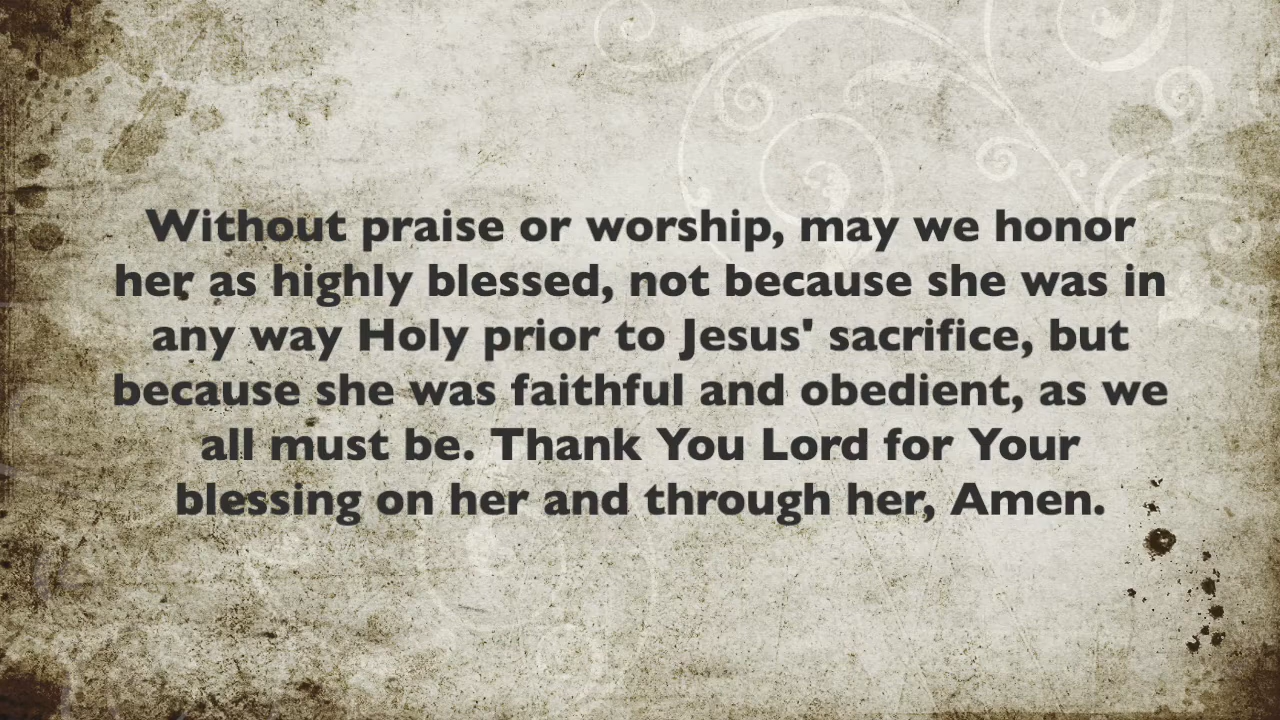 Without praise or worship, may we honor
her as highly blessed, not because she was in
any way Holy prior to Jesus' sacrifice, but
because she was faithful and obedient, as we
all must be. Thank You Lord for Your
blessing on her and through her, Amen.